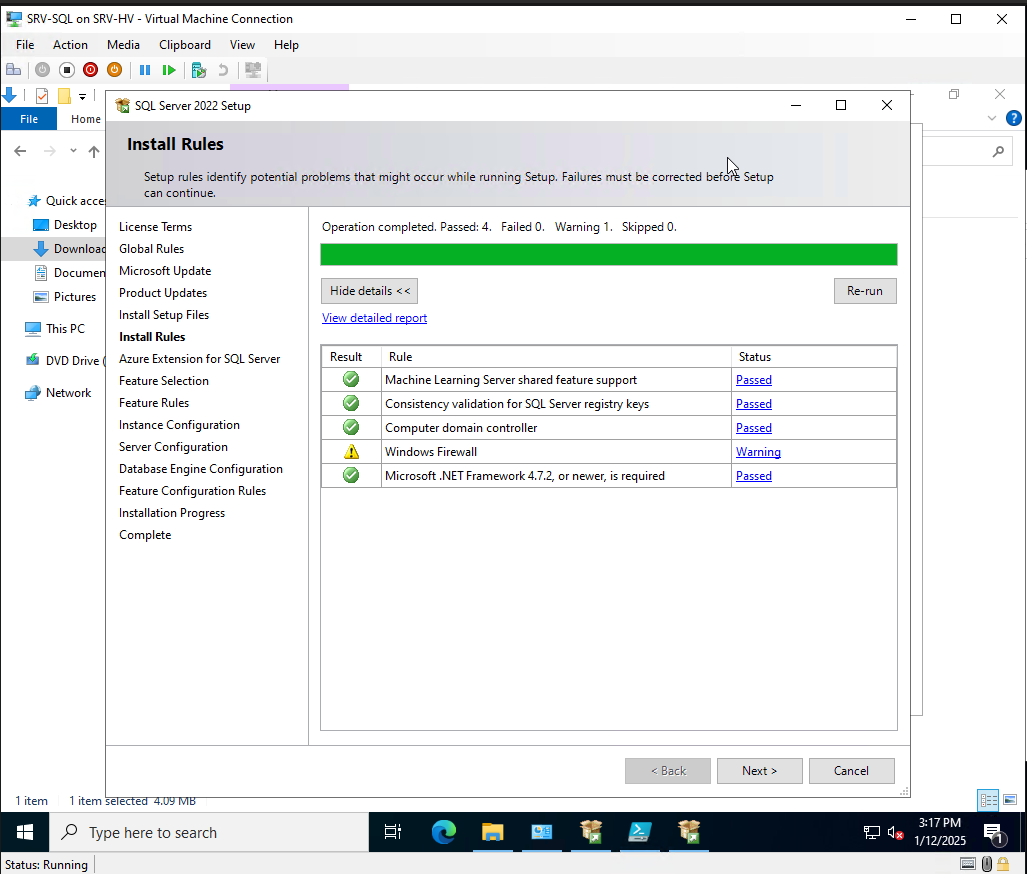 SRV-SQL on SRV-HV - Virtual Machine Connection
File Action Media Clipboard View Help
File Home
SQL Server 2022 Setup
Install Rules
Setup rules identify potential problems that might occur while running Setup. Failures must be corrected before Setup
can continue.
Quick acce
Desktop
Download
Documen
Pictures
This PC
DVD Drive (
Network
License Terms
Global Rules
Microsoft Update
Product Updates
Install Setup Files
Install Rules
Azure Extension for SQL Server
Feature Selection
Feature Rules
Instance Configuration
Server Configuration
Database Engine Configuration
Feature Configuration Rules
Installation Progress
Complete
Operation completed. Passed: 4. Failed 0. Warning 1. Skipped 0.
Hide details << Re-run
View detailed report
Result Rule Status
Machine Learning Server shared feature support Passed
Consistency validation for SQL Server registry keys Passed
Computer domain controller Passed
Windows Firewall Warning
Microsoft .NET Framework 4.7.2, or newer, is required Passed
< Back Next > Cancel
1 item 1 item selected 4.09 MB
Type here to search
3:17 PM
1/12/2025
1
Status: Running